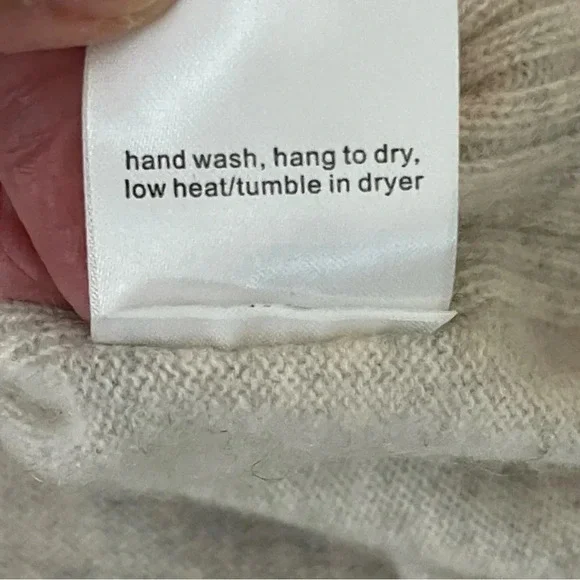 hand wash, hang to dry,
low heat/tumble in dryer